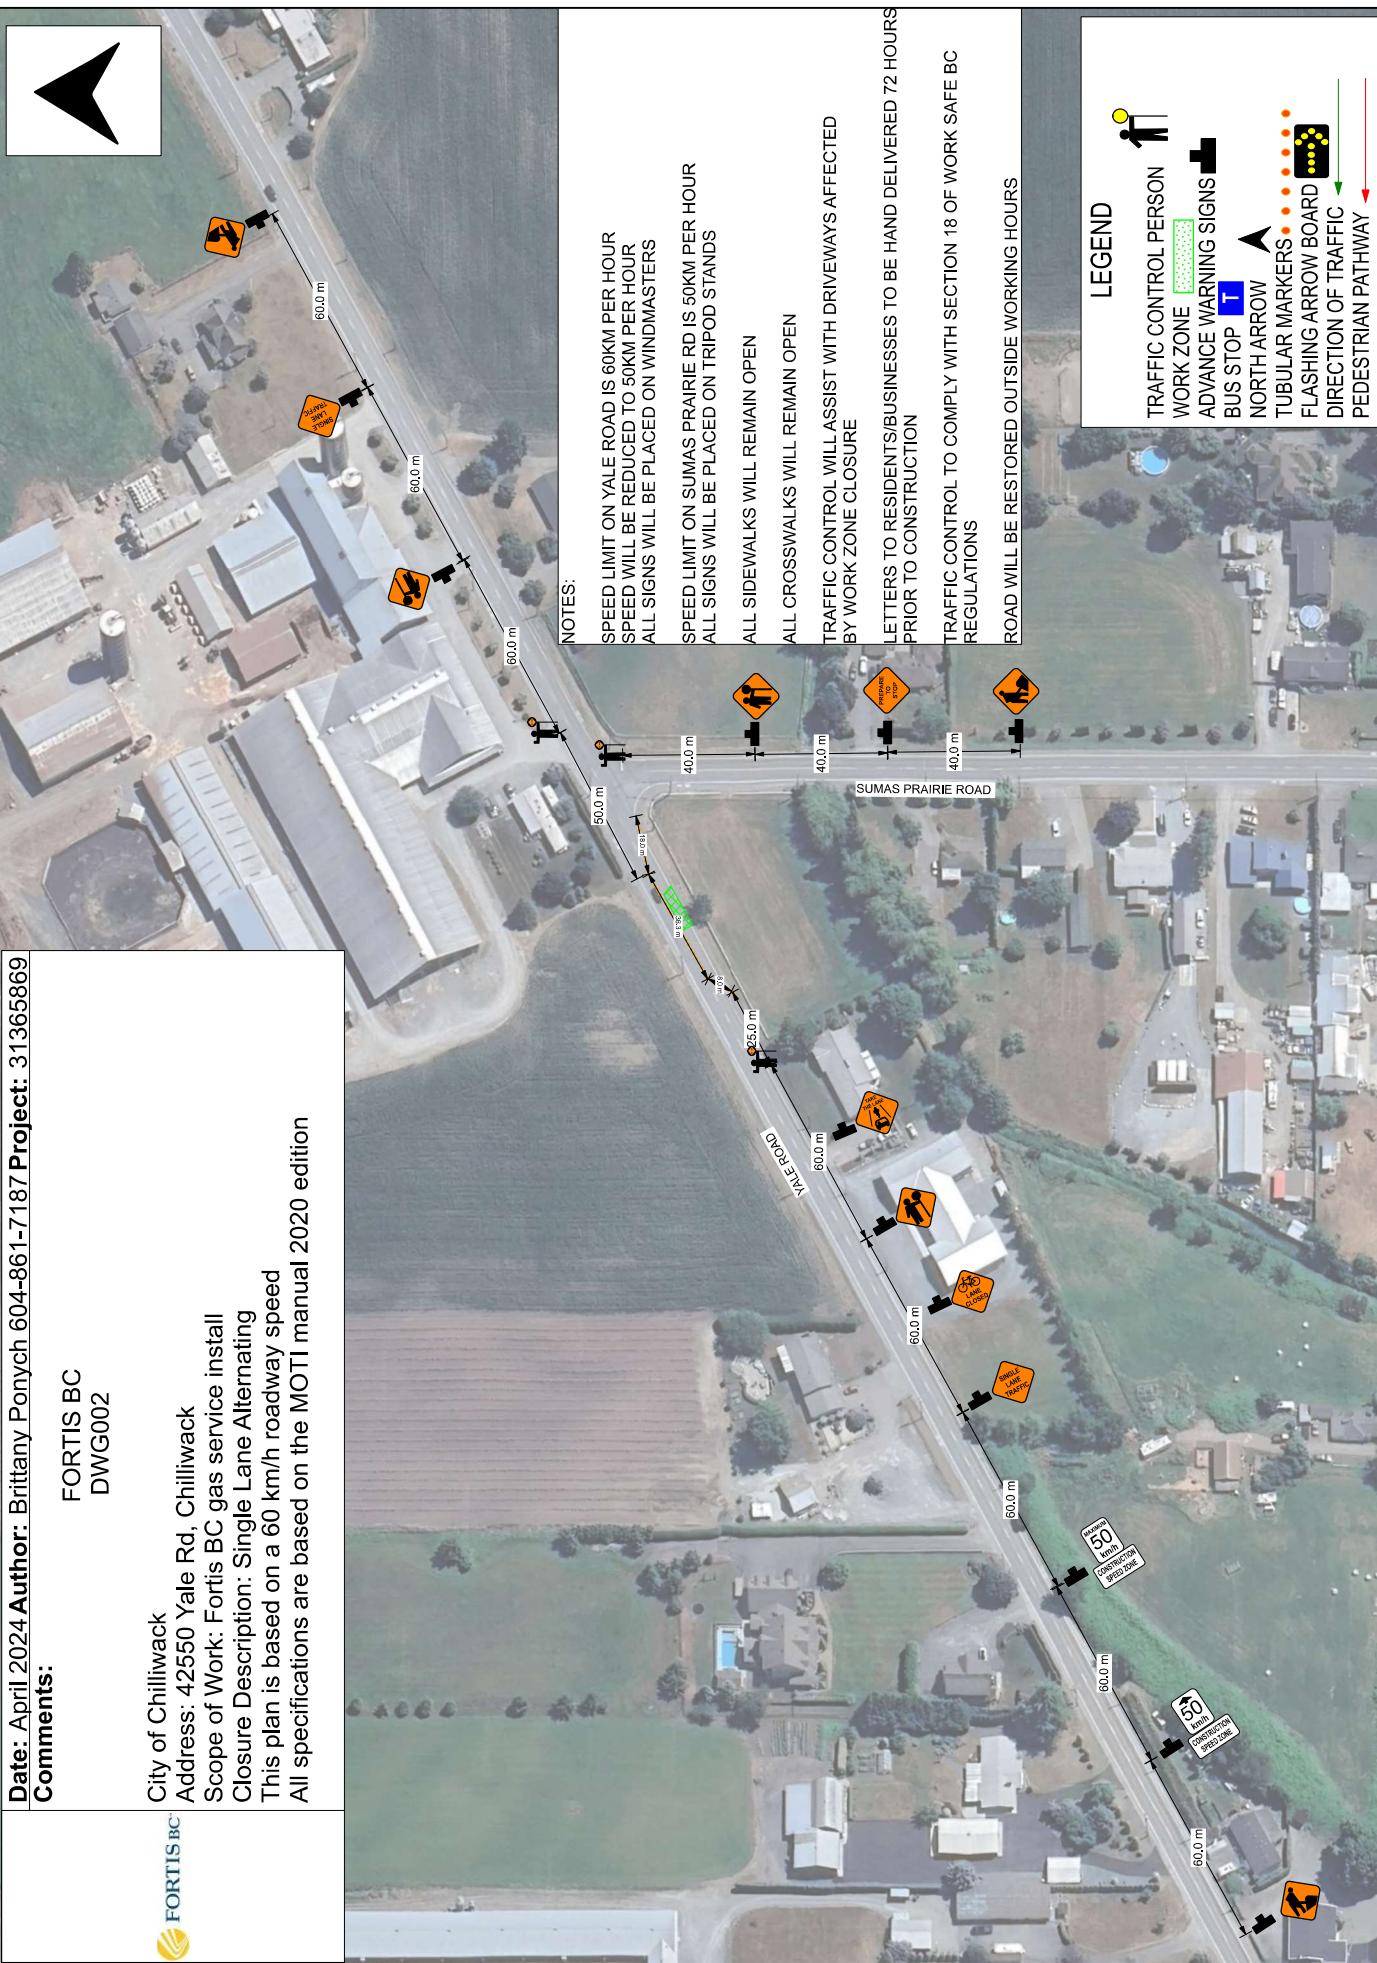 Date: April 2024 Author: Brittany Ponych 604-861-7187 Project: 31365869
Comments:
FORTIS BC
DWG002
City of Chilliwack
Address: 42550 Yale Rd, Chilliwack
Scope of Work: Fortis BC gas service install
Closure Description: Single Lane Alternating
This plan is based on a 60 km/h roadway speed
All specifications are based on the MOTI manual 2020 edition
FORTIS BC
NOTES:
SPEED LIMIT ON YALE ROAD IS 60KM PER HOUR
SPEED WILL BE REDUCED TO 50KM PER HOUR
ALL SIGNS WILL BE PLACED ON WINDMASTERS
SPEED LIMIT ON SUMAS PRAIRIE RD IS 50KM PER HOUR
ALL SIGNS WILL BE PLACED ON TRIPOD STANDS
ALL SIDEWALKS WILL REMAIN OPEN
ALL CROSSWALKS WILL REMAIN OPEN
TRAFFIC CONTROL WILL ASSIST WITH DRIVEWAYS AFFECTED
BY WORK ZONE CLOSURE
LETTERS TO RESIDENTS/BUSINESSES TO BE HAND DELIVERED 72 HOURS
PRIOR TO CONSTRUCTION
TRAFFIC CONTROL TO COMPLY WITH SECTION 18 OF WORK SAFE BC
REGULATIONS
ROAD WILL BE RESTORED OUTSIDE WORKING HOURS
LEGEND
TRAFFIC CONTROL PERSON
WORK ZONE
ADVANCE WARNING SIGNS
BUS STOP T
NORTH ARROW
TUBULAR MARKERS
FLASHING ARROW BOARD
DIRECTION OF TRAFFIC
PEDESTRIAN PATHWAY
60.0 m
SINGLE
LANE
TRAFFIC
60.0 m
60.0 m
50.0 m
18.0 m
36.3 m
6.0 m
25.0 m
40.0 m
40.0 m
40.0 m
PREPARE
TO
STOP
SUMAS PRAIRIE ROAD
YALE ROAD
60.0 m
TAKE
THE LANE
60.0 m
LANE
CLOSED
SINGLE
LANE
TRAFFIC
60.0 m
MAXIMUM
50
km/h
CONSTRUCTION
SPEED ZONE
60.0 m
50
km/h
CONSTRUCTION
SPEED ZONE
60.0 m